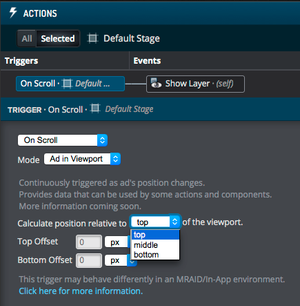 ACTIONS
All Selected Default Stage
Triggers Events
On Scroll · Default ... Show Layer · (self)
TRIGGER · On Scroll · Default Stage
On Scroll
Mode Ad in Viewport
Continuously triggered as ad's position changes.
Provides data that can be used by some actions and components.
More information coming soon.
Calculate position relative to top of the viewport.
top
Top Offset 0 px middle
bottom
Bottom Offset 0 px
This trigger may behave differently in an MRAID/In-App environment.
Click here for more information.